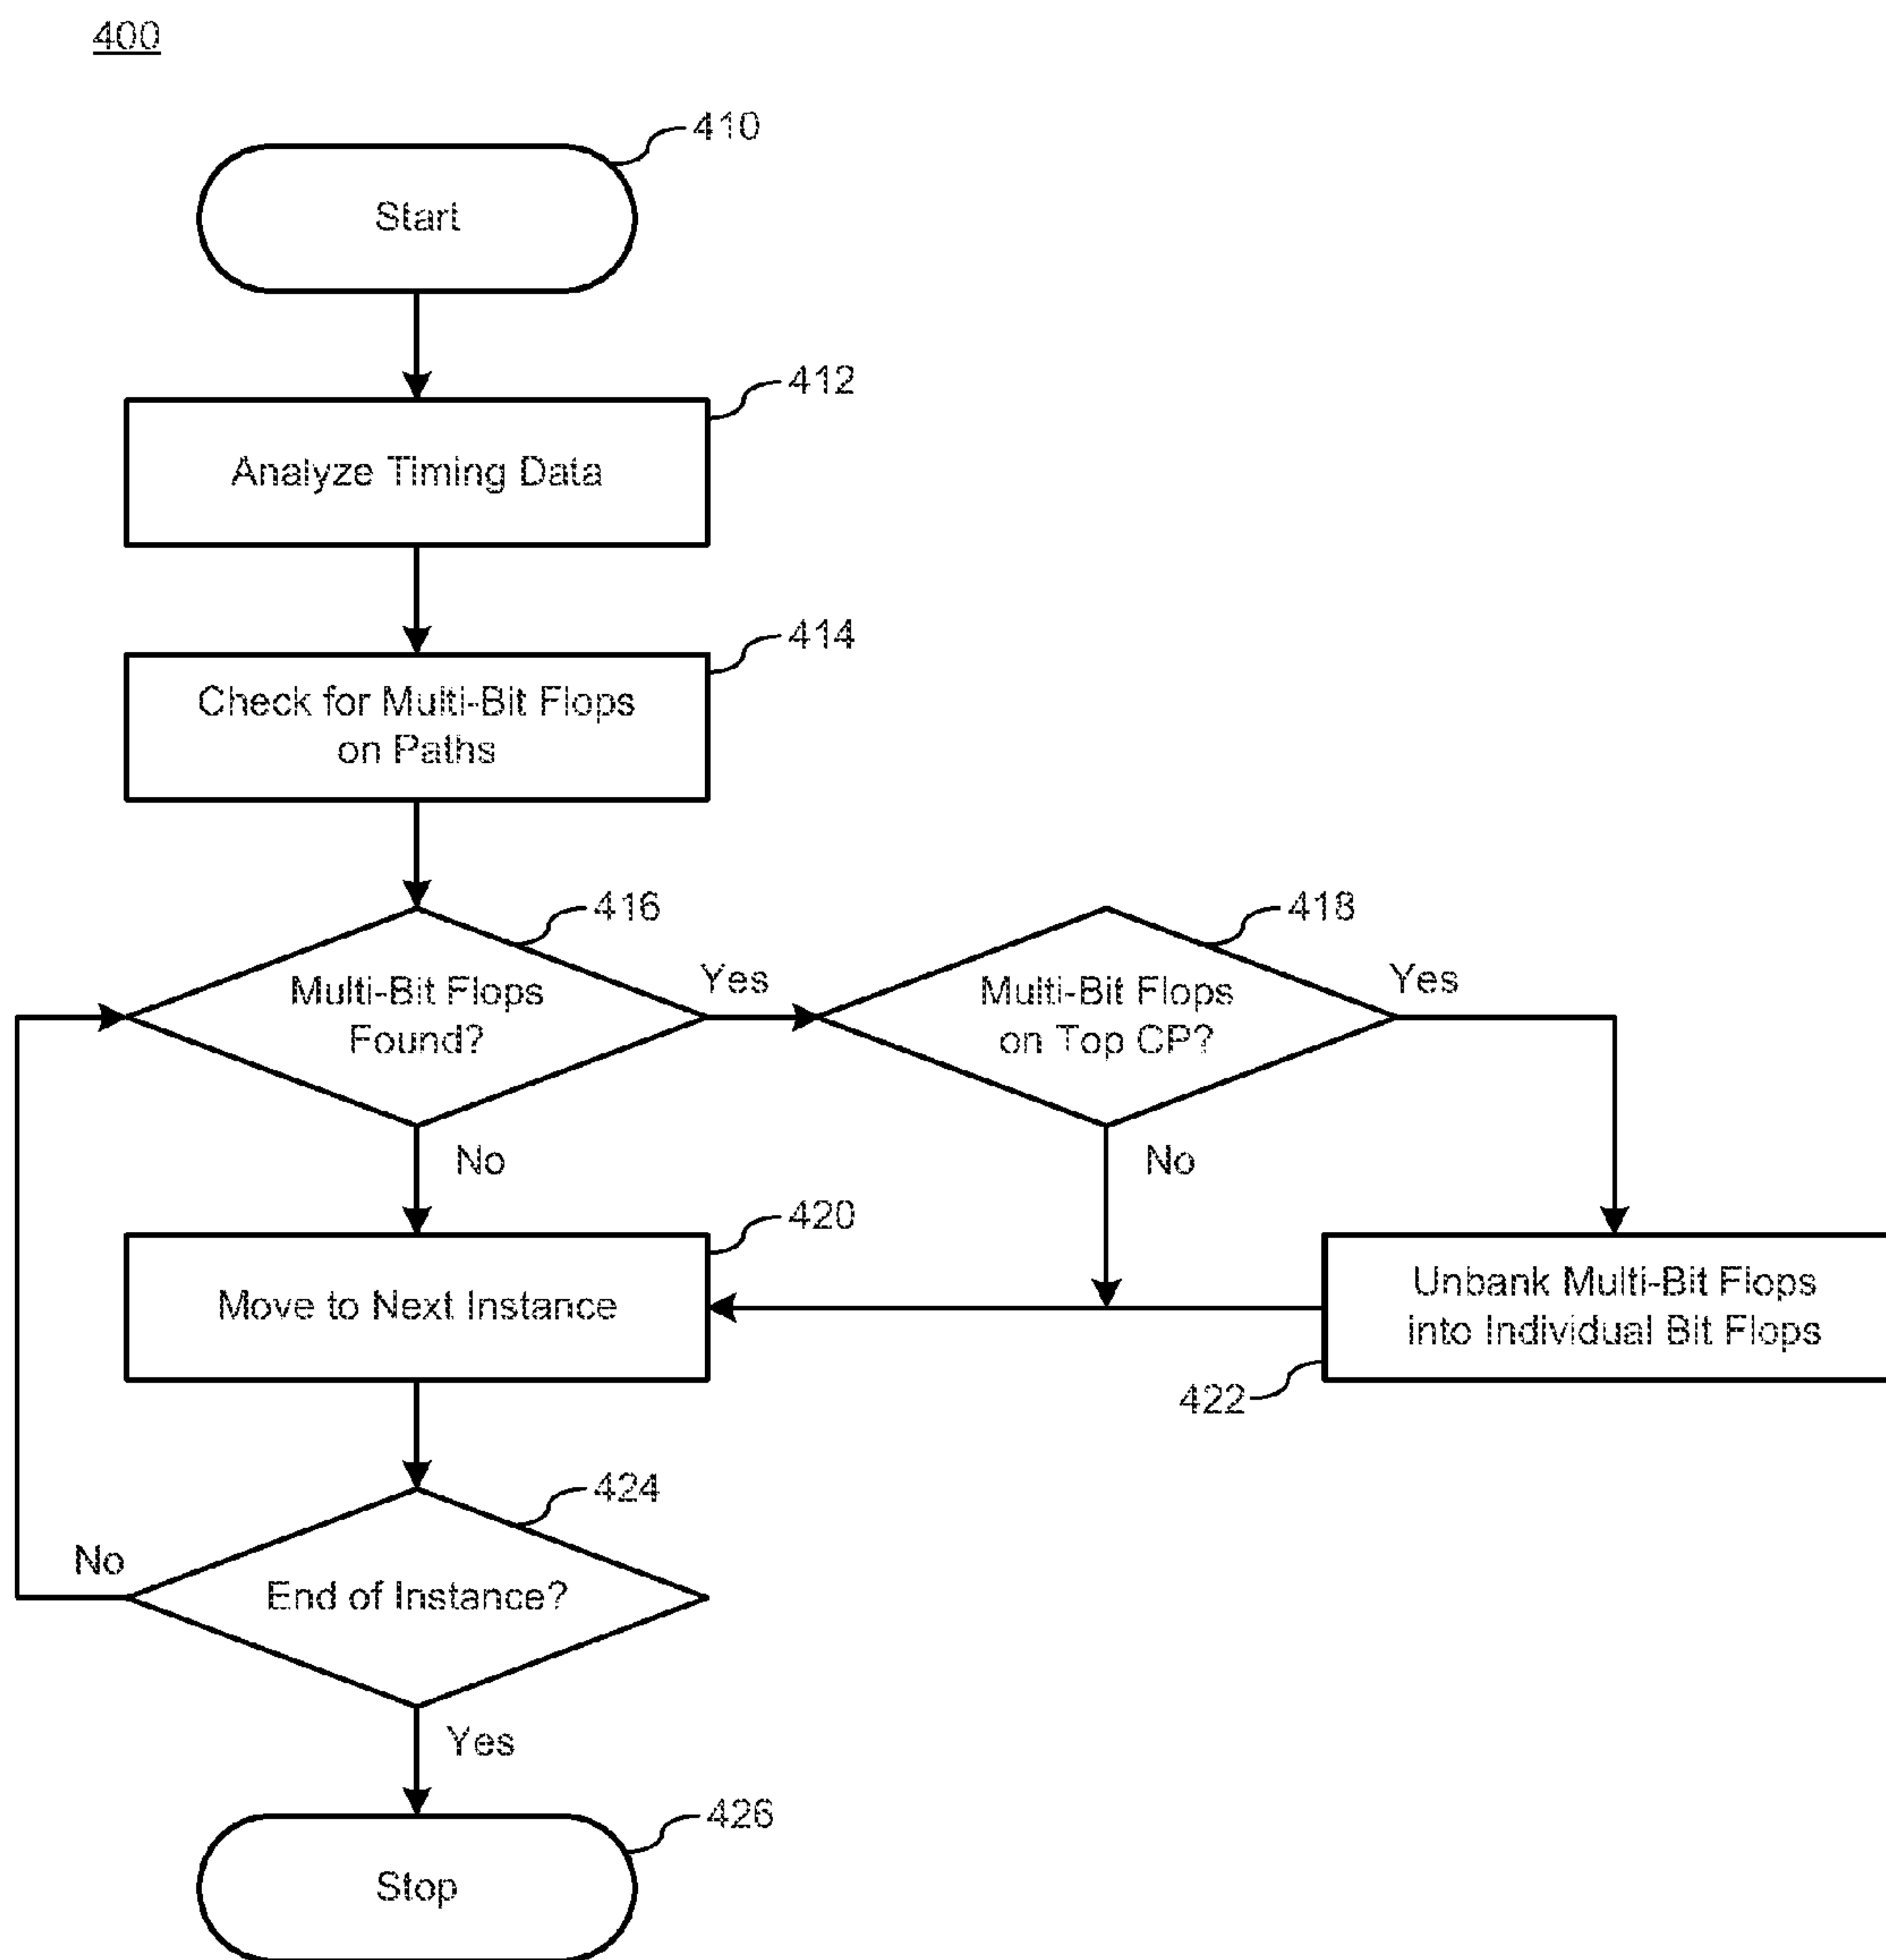 400
410
Start
412
Analyze Timing Data
414
Check for Multi-Bit Flops
on Paths
416
Multi-Bit Flops
Found?
Yes
No
418
Multi-Bit Flops
on Top CP?
Yes
No
420
Move to Next Instance
Unbank Multi-Bit Flops
into Individual Bit Flops
422
424
End of Instance?
No
Yes
426
Stop